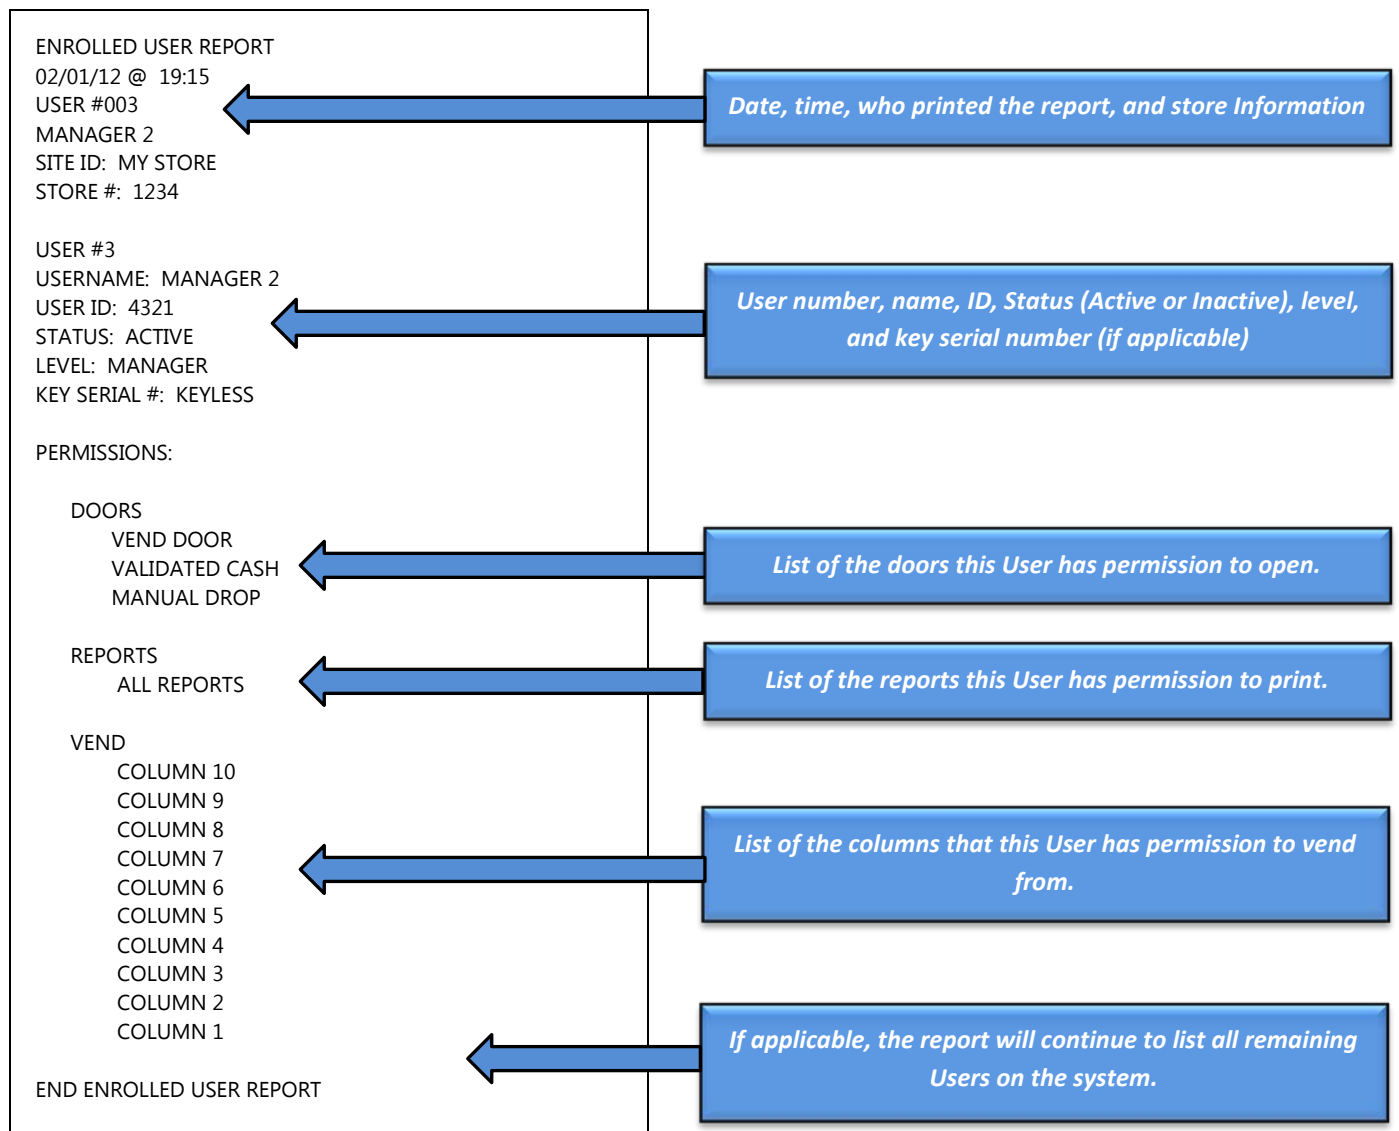 ENROLLED USER REPORT
02/01/12 @  19:15
USER #003
MANAGER 2
SITE ID:  MY STORE
STORE #:  1234
Date, time, who printed the report, and store Information
USER #3
USERNAME:  MANAGER 2
USER ID: 4321
STATUS:  ACTIVE
LEVEL:  MANAGER
KEY SERIAL #:  KEYLESS
User number, name, ID, Status (Active or Inactive), level,
and key serial number (if applicable)
PERMISSIONS:
DOORS
VEND DOOR
VALIDATED CASH
MANUAL DROP
List of the doors this User has permission to open.
REPORTS
ALL REPORTS
List of the reports this User has permission to print.
VEND
COLUMN 10
COLUMN 9
COLUMN 8
COLUMN 7
COLUMN 6
COLUMN 5
COLUMN 4
COLUMN 3
COLUMN 2
COLUMN 1
List of the columns that this User has permission to vend
from.
If applicable, the report will continue to list all remaining
Users on the system.
END ENROLLED USER REPORT